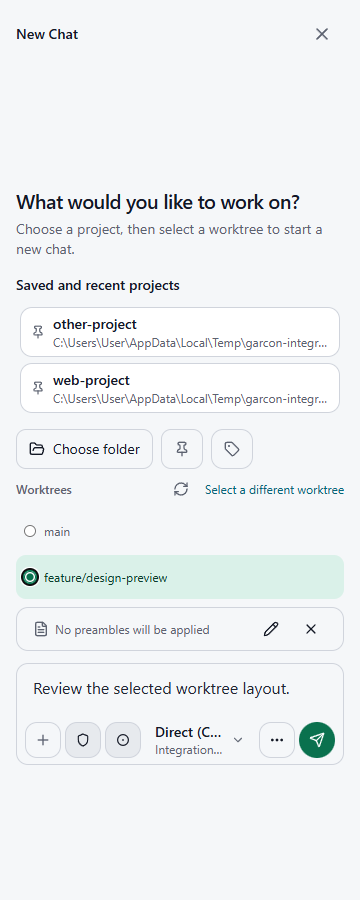 New Chat
What would you like to work on?
Choose a project, then select a worktree to start a
new chat.
Saved and recent projects
other-project
C:\Users\User\AppData\Local\Temp\garcon-integr...
web-project
C:\Users\User\AppData\Local\Temp\garcon-integr...
Choose folder
Worktrees
Select a different worktree
main
feature/design-preview
No preambles will be applied
Review the selected worktree layout.
Direct (C...
Integration...